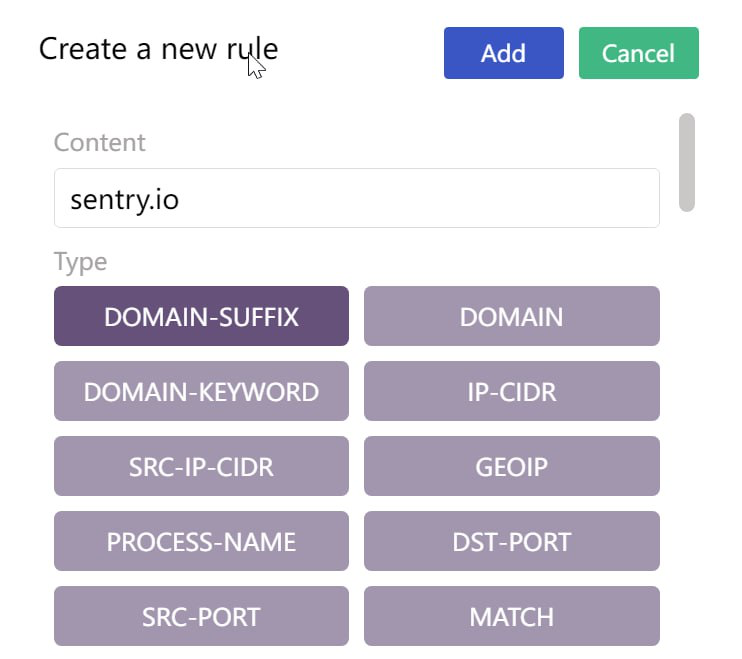 Create a new rule
Add
Cancel
Content
sentry.io
Type
DOMAIN-SUFFIX
DOMAIN
DOMAIN-KEYWORD
IP-CIDR
SRC-IP-CIDR
GEOIP
PROCESS-NAME
DST-PORT
SRC-PORT
MATCH